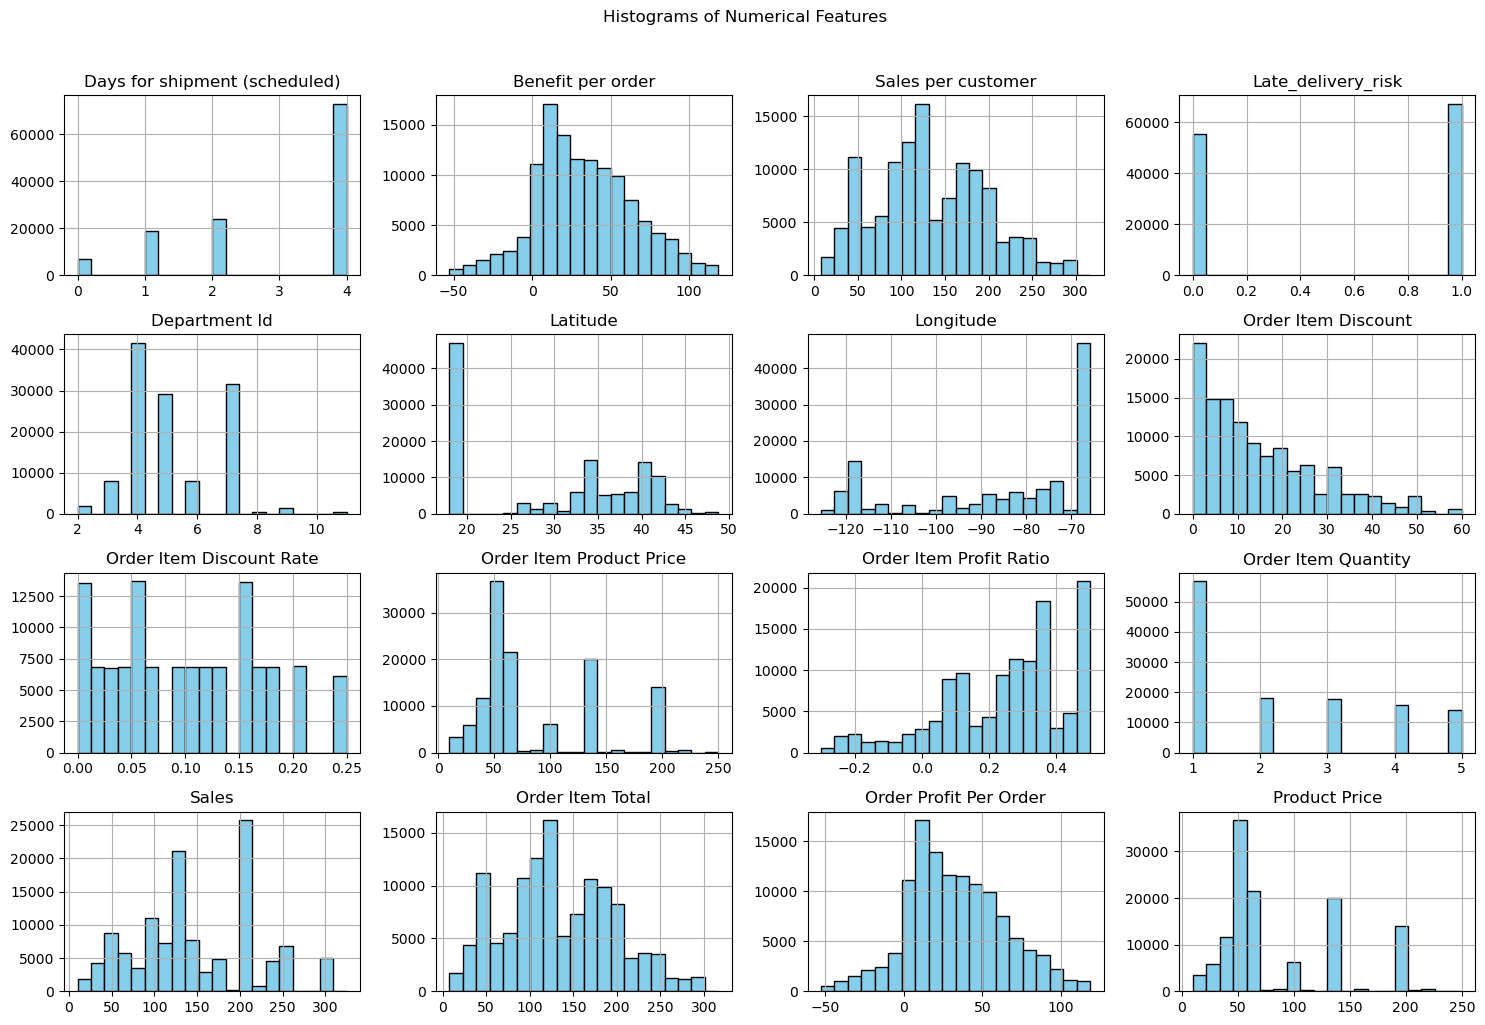 Histograms of Numerical Features
Days for shipment (scheduled)
60000
40000
20000
0
0 1 2 3 4
Benefit per order
15000
10000
5000
0
−50 0 50 100
Sales per customer
15000
10000
5000
0
0 50 100 150 200 250 300
Late_delivery_risk
60000
40000
20000
0
0.0 0.2 0.4 0.6 0.8 1.0
Department Id
40000
30000
20000
10000
0
2 4 6 8 10
Latitude
40000
30000
20000
10000
0
20 25 30 35 40 45 50
Longitude
40000
30000
20000
10000
0
−120 −110 −100 −90 −80 −70
Order Item Discount
20000
15000
10000
5000
0
0 10 20 30 40 50 60
Order Item Discount Rate
12500
10000
7500
5000
2500
0
0.00 0.05 0.10 0.15 0.20 0.25
Order Item Product Price
30000
20000
10000
0
0 50 100 150 200 250
Order Item Profit Ratio
20000
15000
10000
5000
0
−0.2 0.0 0.2 0.4
Order Item Quantity
50000
40000
30000
20000
10000
0
1 2 3 4 5
Sales
25000
20000
15000
10000
5000
0
0 50 100 150 200 250 300
Order Item Total
15000
10000
5000
0
0 50 100 150 200 250 300
Order Profit Per Order
15000
10000
5000
0
−50 0 50 100
Product Price
30000
20000
10000
0
0 50 100 150 200 250